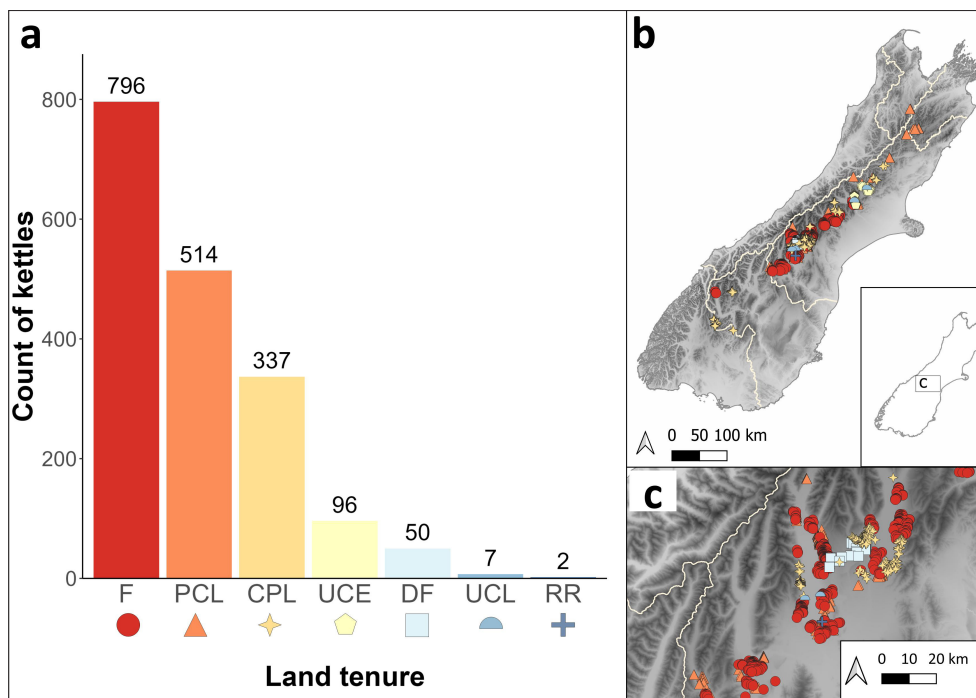 a
Count of kettles
800
600
400
200
0
796
514
337
96
50
7
2
F PCL CPL UCE DF UCL RR
Land tenure
b
0 50 100 km
C
c
0 10 20 km